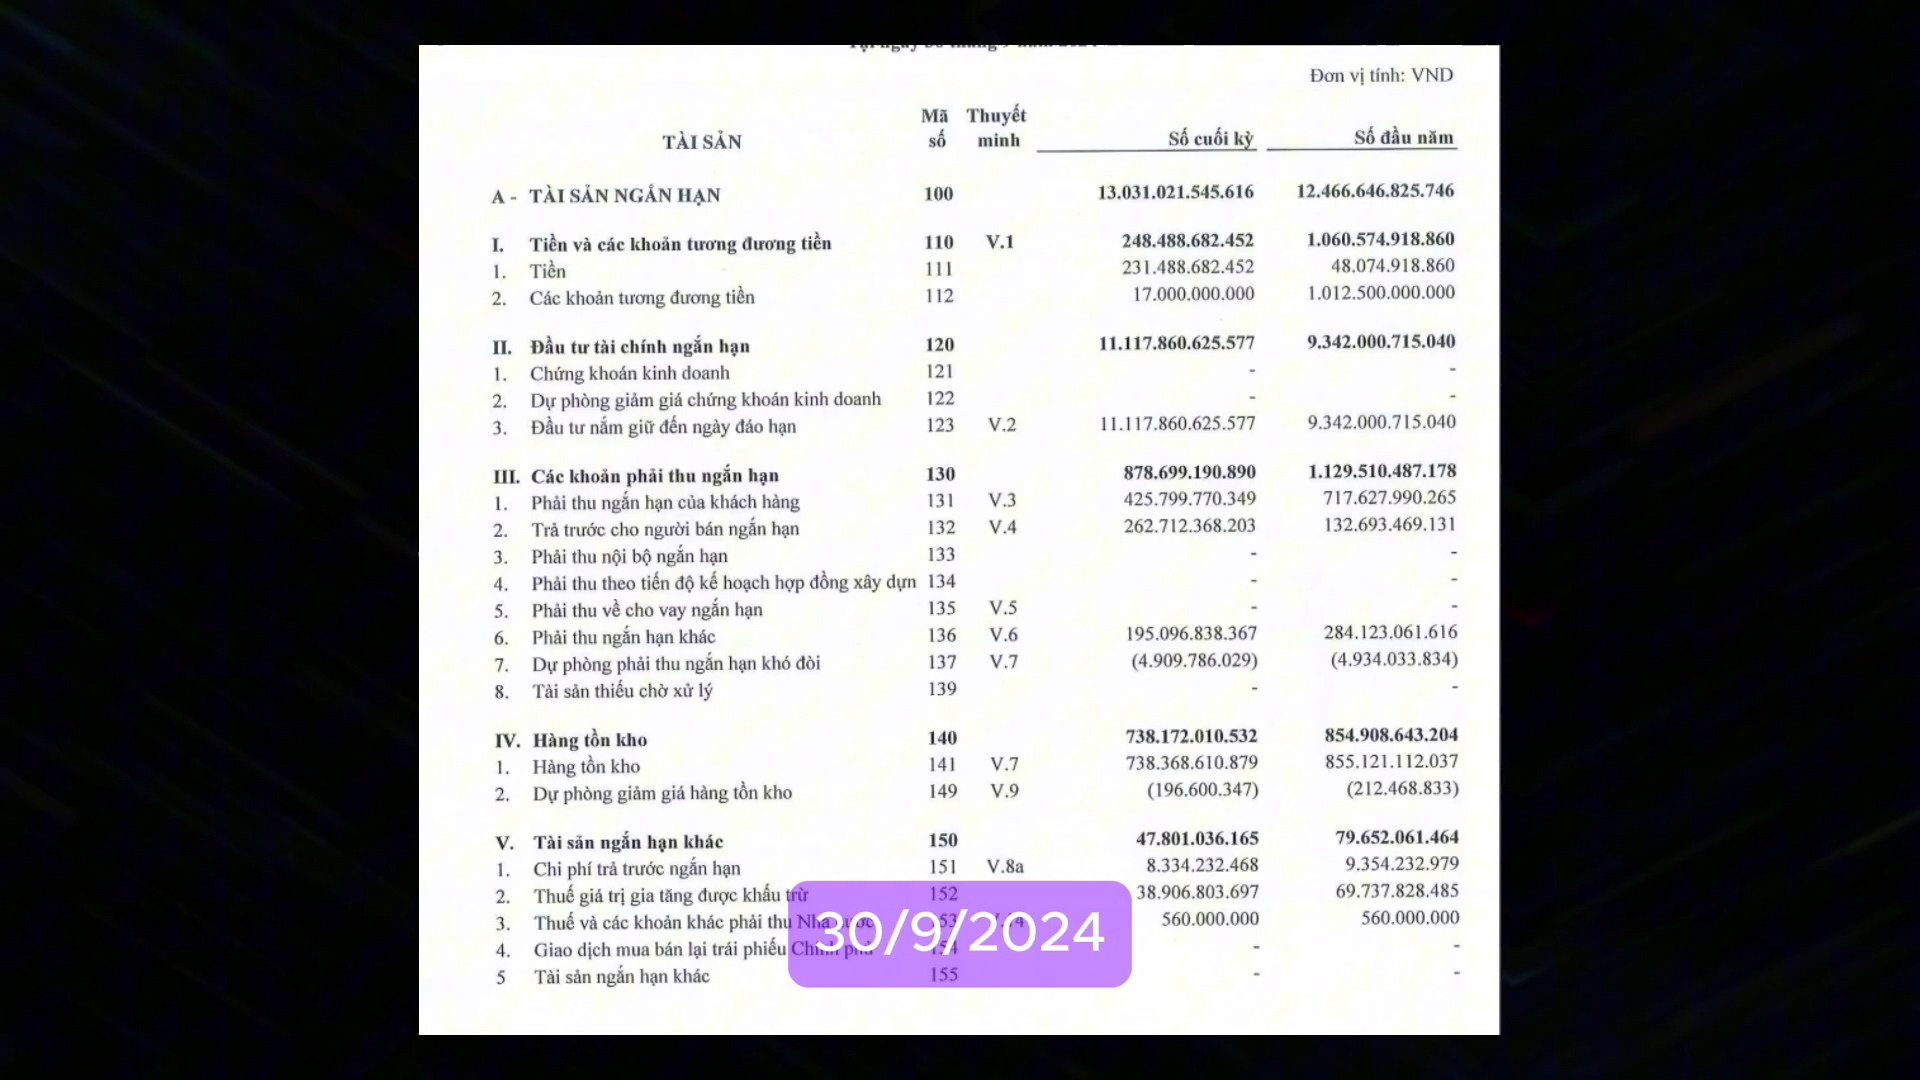 Đơn vị tính: VND
TÀI SẢN Mã số Thuyết minh Số cuối kỳ Số đầu năm
A - TÀI SẢN NGẮN HẠN 100 13.031.021.545.616 12.466.646.825.746
I. Tiền và các khoản tương đương tiền 110 V.1 248.488.682.452 1.060.574.918.860
1. Tiền 111 231.488.682.452 48.074.918.860
2. Các khoản tương đương tiền 112 17.000.000.000 1.012.500.000.000
II. Đầu tư tài chính ngắn hạn 120 11.117.860.625.577 9.342.000.715.040
1. Chứng khoán kinh doanh 121 - -
2. Dự phòng giảm giá chứng khoán kinh doanh 122 - -
3. Đầu tư nắm giữ đến ngày đáo hạn 123 V.2 11.117.860.625.577 9.342.000.715.040
III. Các khoản phải thu ngắn hạn 130 878.699.190.890 1.129.510.487.178
1. Phải thu ngắn hạn của khách hàng 131 V.3 425.799.770.349 717.627.990.265
2. Trả trước cho người bán ngắn hạn 132 V.4 262.712.368.203 132.693.469.131
3. Phải thu nội bộ ngắn hạn 133 - -
4. Phải thu theo tiến độ kế hoạch hợp đồng xây dựn 134 - -
5. Phải thu về cho vay ngắn hạn 135 V.5 - -
6. Phải thu ngắn hạn khác 136 V.6 195.096.838.367 284.123.061.616
7. Dự phòng phải thu ngắn hạn khó đòi 137 V.7 (4.909.786.029) (4.934.033.834)
8. Tài sản thiếu chờ xử lý 139 - -
IV. Hàng tồn kho 140 738.172.010.532 854.908.643.204
1. Hàng tồn kho 141 V.7 738.368.610.879 855.121.112.037
2. Dự phòng giảm giá hàng tồn kho 149 V.9 (196.600.347) (212.468.833)
V. Tài sản ngắn hạn khác 150 47.801.036.165 79.652.061.464
1. Chi phí trả trước ngắn hạn 151 V.8a 8.334.232.468 9.354.232.979
2. Thuế giá trị gia tăng được khấu trừ 152 38.906.803.697 69.737.828.485
3. Thuế và các khoản khác phải thu 560.000.000 560.000.000
4. Giao dịch mua bán lại trái phiếu - -
5 Tài sản ngắn hạn khác 155 - -
30/9/2024